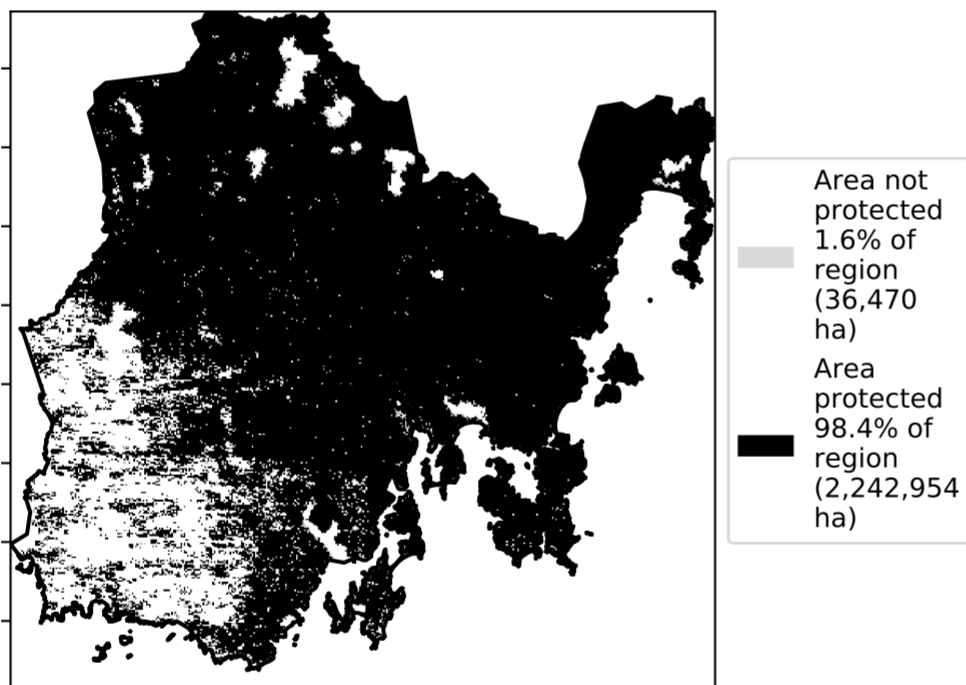 Area not
protected
1.6% of
region
(36,470
ha)
Area
protected
98.4% of
region
(2,242,954
ha)